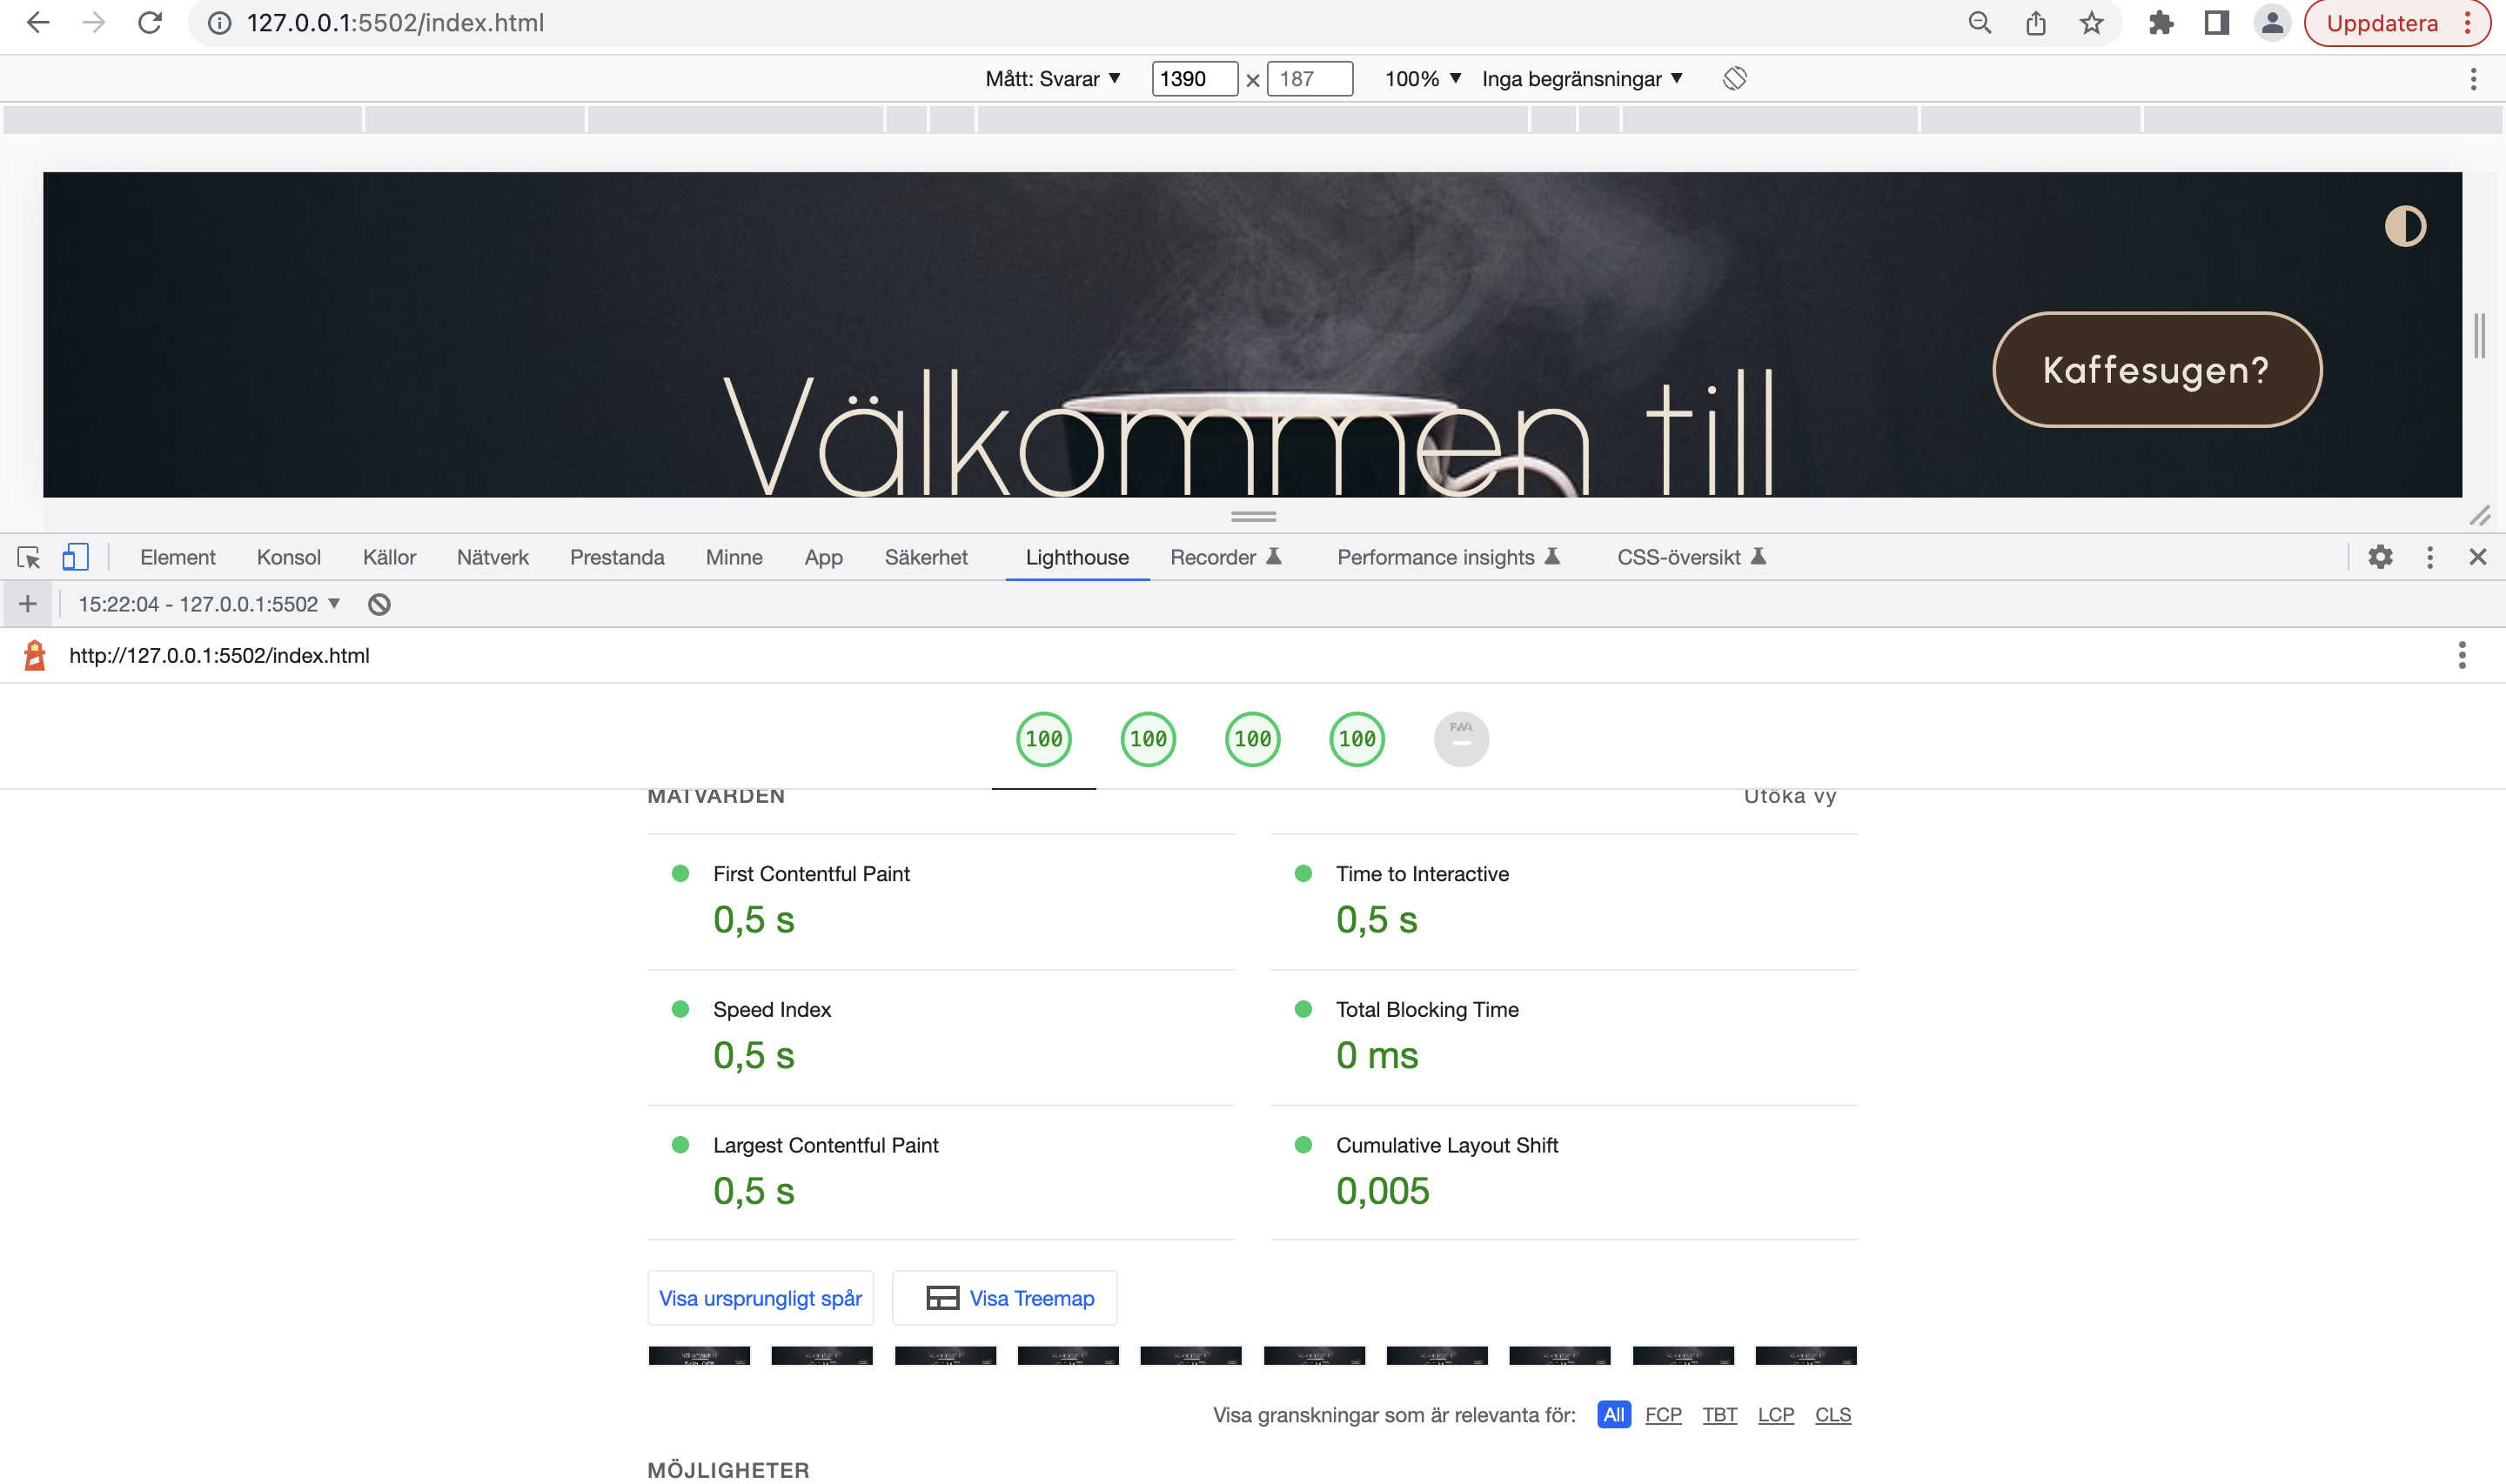 127.0.0.1:5502/index.html
Uppdatera
Mått: Svarar 1390 × 187 100% Inga begränsningar
Kaffesugen?
Välkommen till
Element Konsol Källor Nätverk Prestanda Minne App Säkerhet Lighthouse Recorder Performance insights CSS-översikt
15:22:04 - 127.0.0.1:5502
http://127.0.0.1:5502/index.html
100 100 100 100 PWA
MÄTVÄRDEN Utöka vy
First Contentful Paint
0,5 s
Time to Interactive
0,5 s
Speed Index
0,5 s
Total Blocking Time
0 ms
Largest Contentful Paint
0,5 s
Cumulative Layout Shift
0,005
Visa ursprungligt spår Visa Treemap
Visa granskningar som är relevanta för: All FCP TBT LCP CLS
MÖJLIGHETER